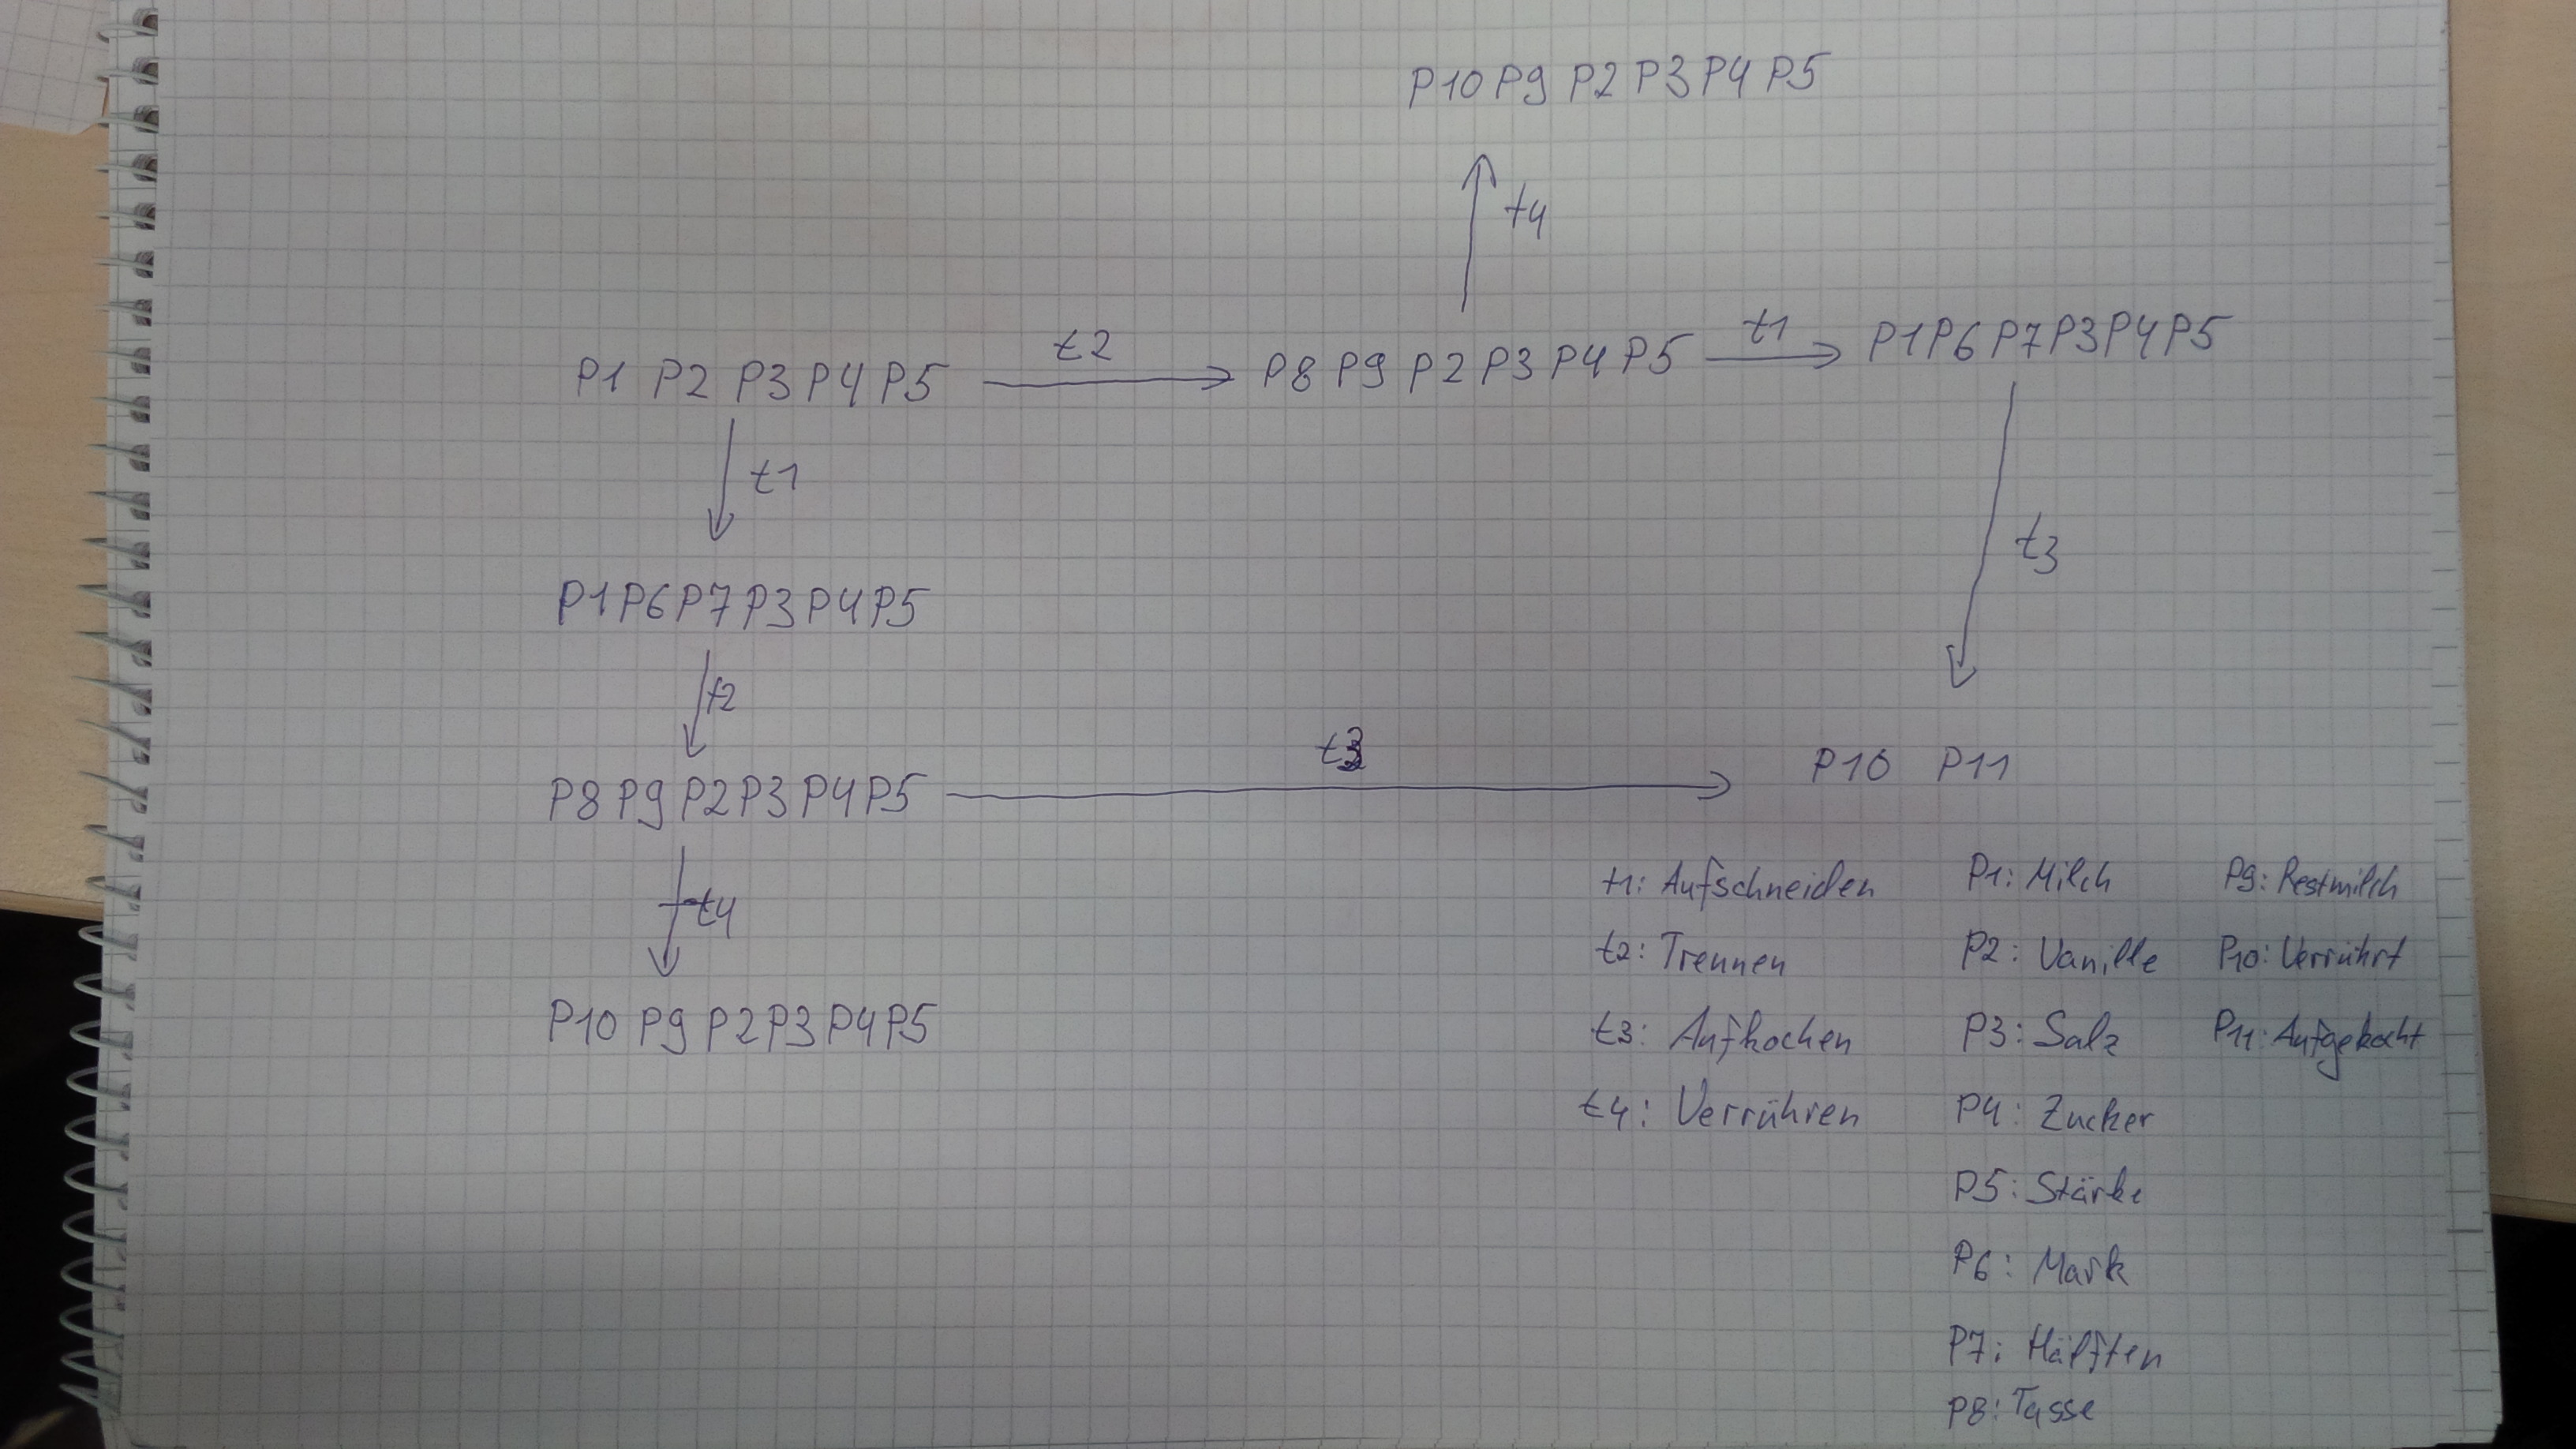 P10 P9 P2 P3 P4 P5
t4
P1 P2 P3 P4 P5 t2 P8 P9 P2 P3 P4 P5 t1 P1 P6 P7 P3 P4 P5
t1 t3
P1 P6 P7 P3 P4 P5
t2
t3
P8 P9 P2 P3 P4 P5 P10 P11
t4
P10 P9 P2 P3 P4 P5
t1: Aufschneiden P1: Milch P9: Restmilch
t2: Trennen P2: Vanille P10: Verrührt
t3: Aufkochen P3: Salz P11: Aufgekocht
t4: Verrühren P4: Zucker
P5: Stärke
P6: Mark
P7: Hälften
P8: Tasse